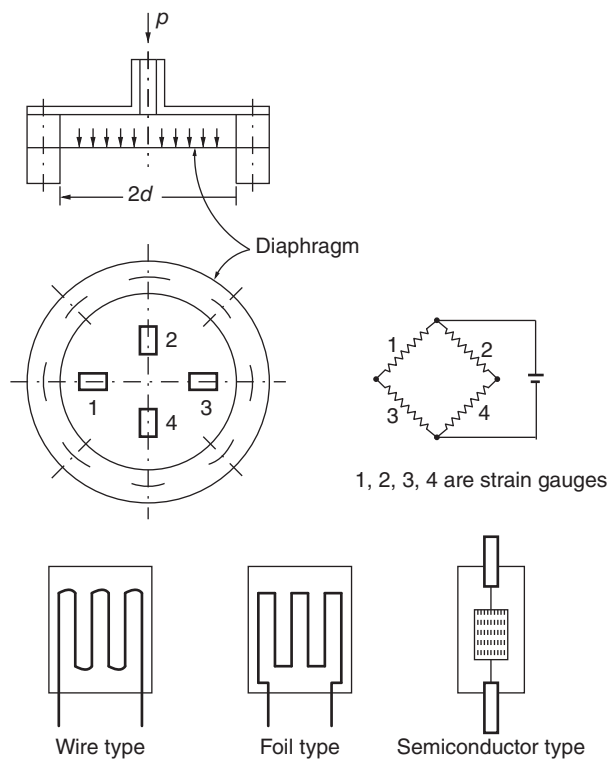 p
2d
Diaphragm
2
1
3
4
1
2
3
4
1, 2, 3, 4 are strain gauges
Wire type
Foil type
Semiconductor type